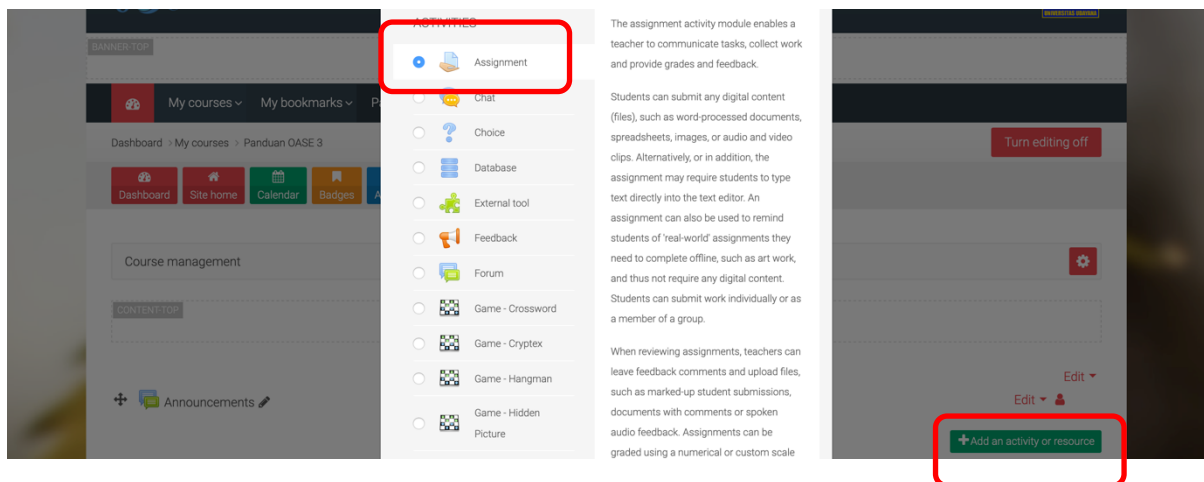 ACTIVITIES
Assignment
Chat
Choice
Database
External tool
Feedback
Forum
Game - Crossword
Game - Cryptex
Game - Hangman
Game - Hidden
Picture
The assignment activity module enables a
teacher to communicate tasks, collect work
and provide grades and feedback.
Students can submit any digital content
(files), such as word-processed documents,
spreadsheets, images, or audio and video
clips. Alternatively, or in addition, the
assignment may require students to type
text directly into the text editor. An
assignment can also be used to remind
students of 'real-world' assignments they
need to complete offline, such as art work,
and thus not require any digital content.
Students can submit work individually or as
a member of a group.
When reviewing assignments, teachers can
leave feedback comments and upload files,
such as marked-up student submissions,
documents with comments or spoken
audio feedback. Assignments can be
graded using a numerical or custom scale
UNIVERSITAS UDAYANA
BANNER-TOP
My courses
My bookmarks
Dashboard > My courses > Panduan OASE 3
Turn editing off
Dashboard
Site home
Calendar
Badges
Course management
CONTENT-TOP
Edit
Announcements
Edit
+Add an activity or resource